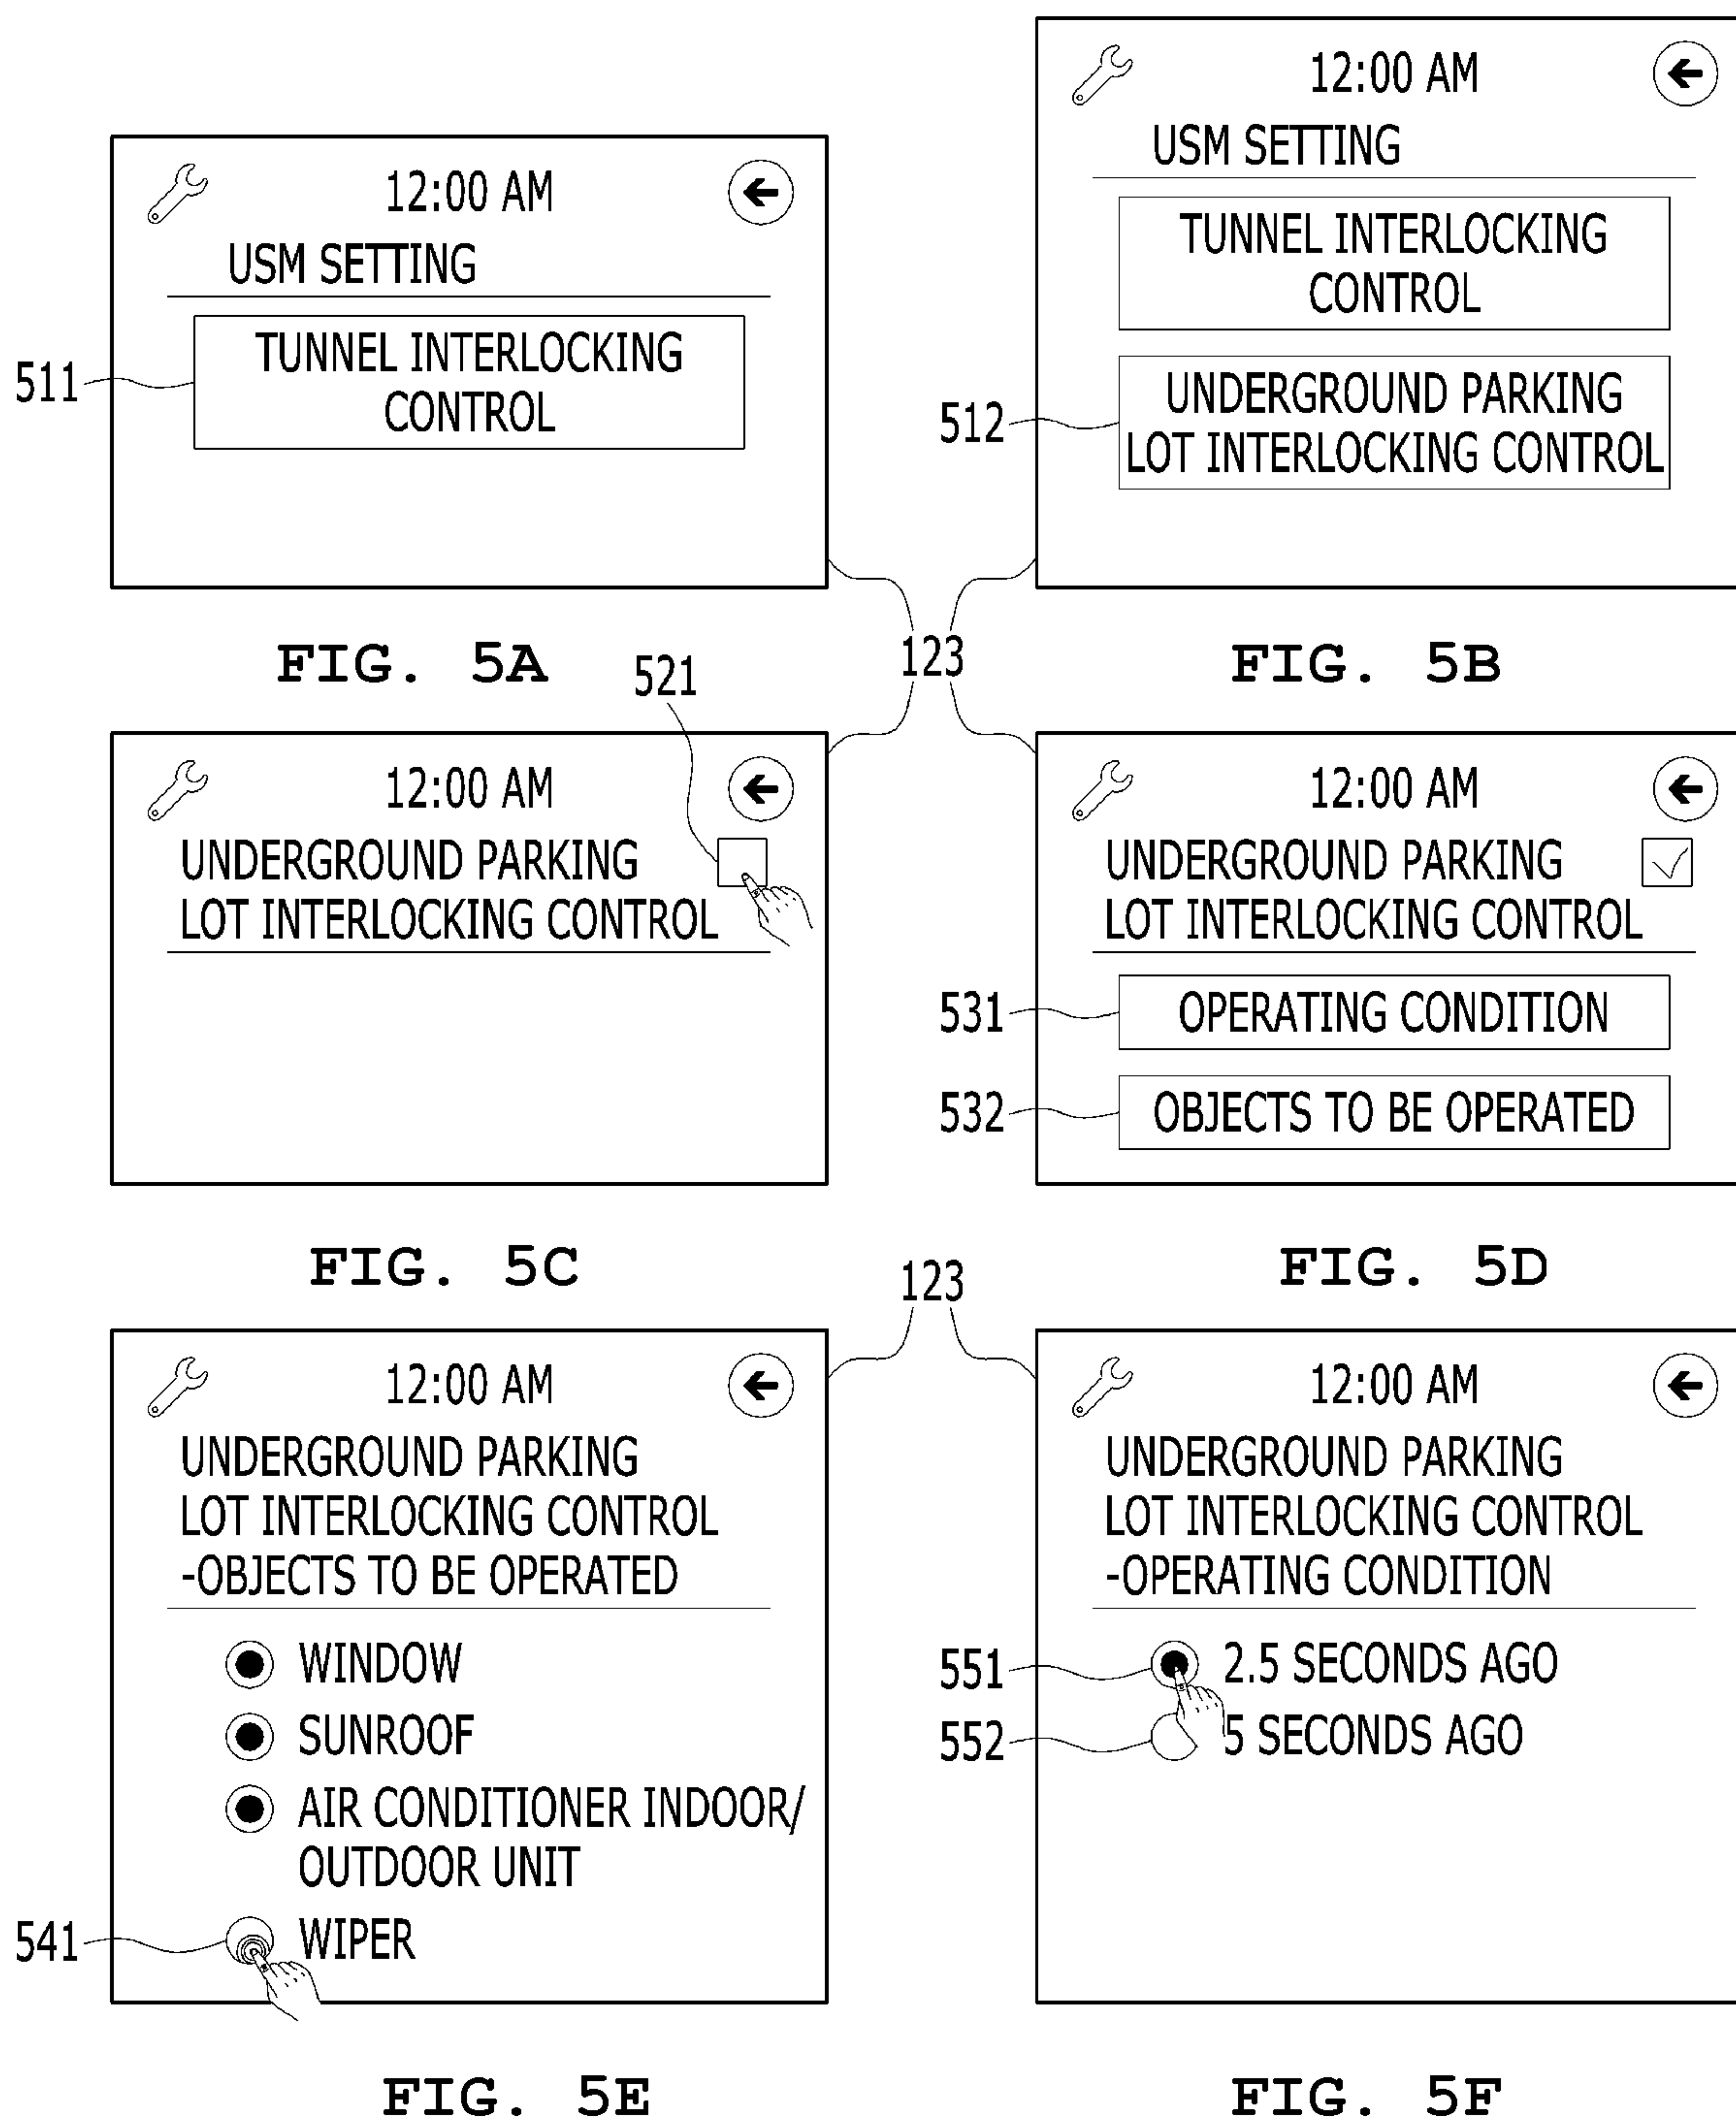 12:00 AM
USM SETTING
TUNNEL INTERLOCKING
CONTROL
511
FIG. 5A
12:00 AM
USM SETTING
TUNNEL INTERLOCKING
CONTROL
UNDERGROUND PARKING
LOT INTERLOCKING CONTROL
512
FIG. 5B
123
521
12:00 AM
UNDERGROUND PARKING
LOT INTERLOCKING CONTROL
FIG. 5C
12:00 AM
UNDERGROUND PARKING
LOT INTERLOCKING CONTROL
531
OPERATING CONDITION
532
OBJECTS TO BE OPERATED
FIG. 5D
123
12:00 AM
UNDERGROUND PARKING
LOT INTERLOCKING CONTROL
-OBJECTS TO BE OPERATED
WINDOW
SUNROOF
AIR CONDITIONER INDOOR/
OUTDOOR UNIT
541
WIPER
FIG. 5E
12:00 AM
UNDERGROUND PARKING
LOT INTERLOCKING CONTROL
-OPERATING CONDITION
551
2.5 SECONDS AGO
552
5 SECONDS AGO
FIG. 5F